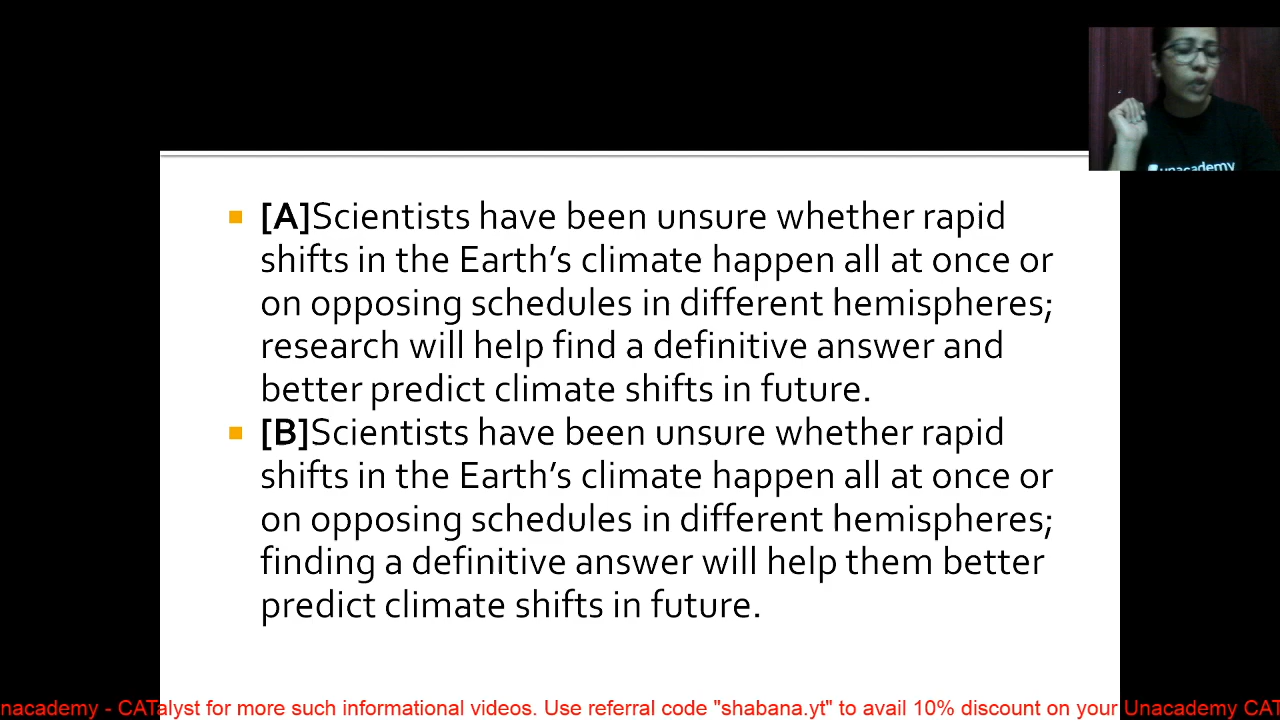 unacademy
[A]Scientists have been unsure whether rapid
shifts in the Earth’s climate happen all at once or
on opposing schedules in different hemispheres;
research will help find a definitive answer and
better predict climate shifts in future.
[B]Scientists have been unsure whether rapid
shifts in the Earth’s climate happen all at once or
on opposing schedules in different hemispheres;
finding a definitive answer will help them better
predict climate shifts in future.
nacademy - CATalyst for more such informational videos. Use referral code "shabana.yt" to avail 10% discount on your Unacademy CAT